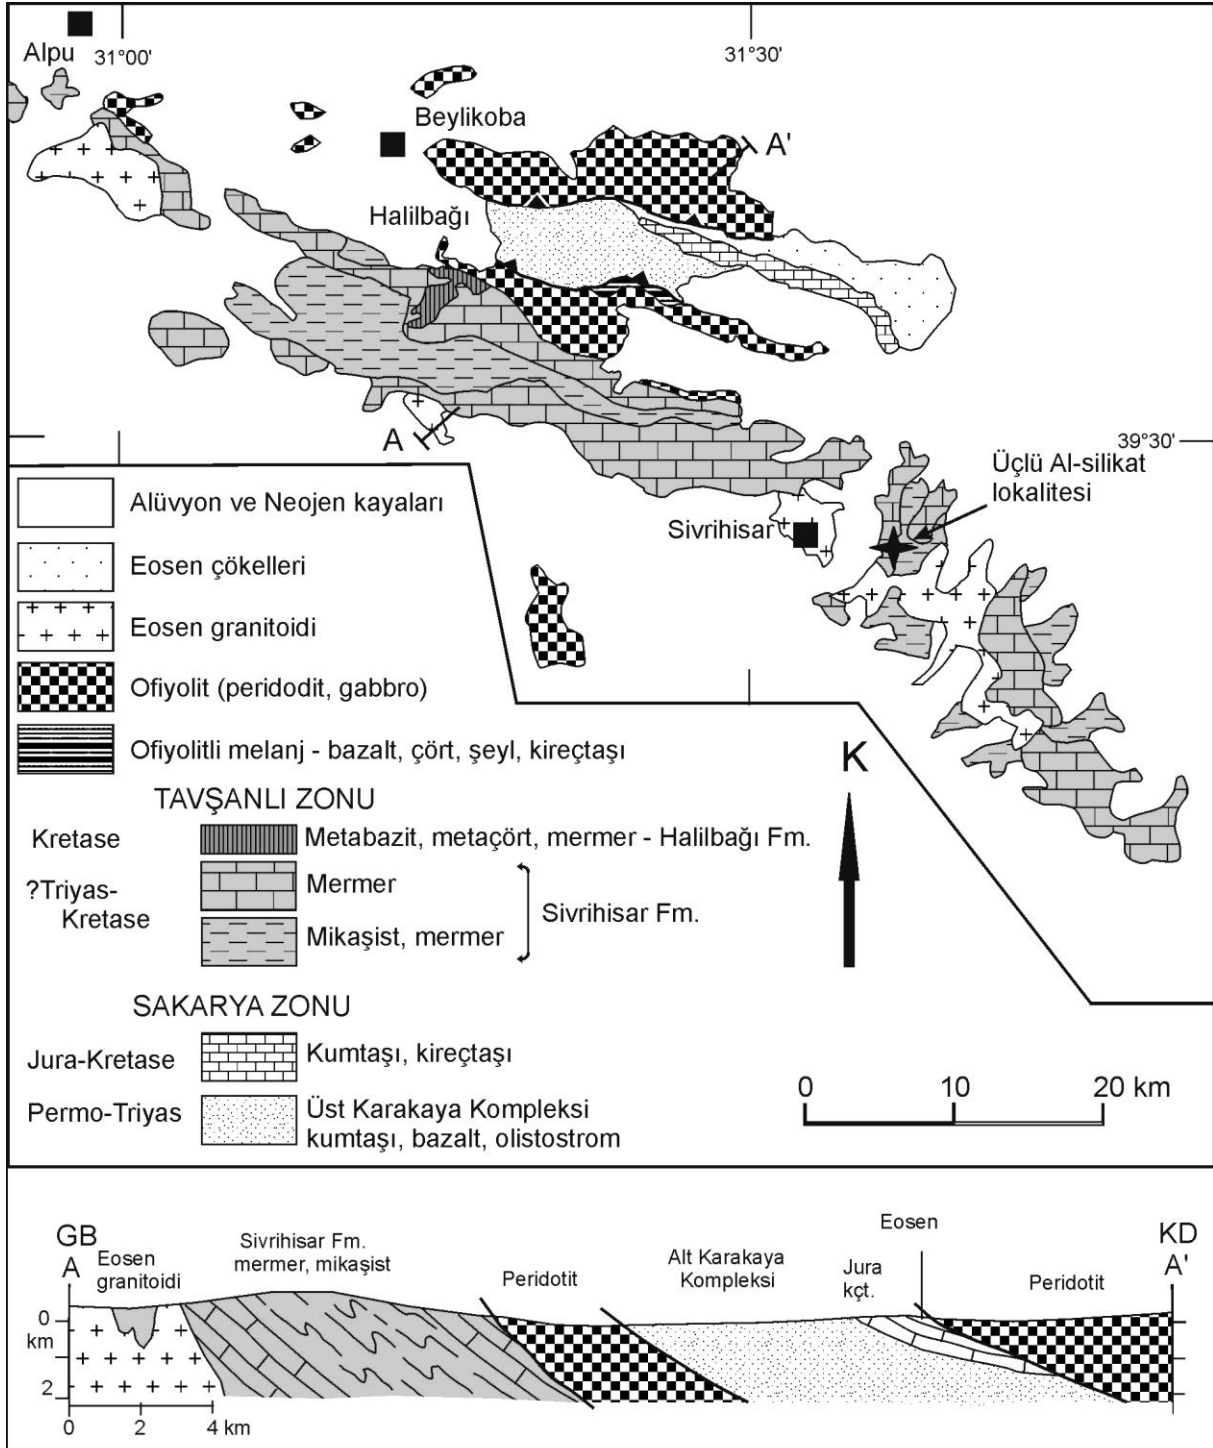 Alpu
31°00'
31°30'
Beylikoba
A'
Halilbağı
A
39°30'
Üçlü Al-silikat
lokalitesi
Sivrihisar
Alüvyon ve Neojen kayaları
Eosen çökelleri
Eosen granitoidi
Ofiyolit (peridodit, gabbro)
Ofiyolitli melanj - bazalt, çört, şeyl, kireçtaşı
K
TAVŞANLI ZONU
Kretase
Metabazit, metaçört, mermer - Halilbağı Fm.
?Triyas-
Kretase
Mermer
Sivrihisar Fm.
Mikaşist, mermer
SAKARYA ZONU
Jura-Kretase
Kumtaşı, kireçtaşı
Permo-Triyas
Üst Karakaya Kompleksi
kumtaşı, bazalt, olistostrom
0 10 20 km
GB
A
Eosen
granitoidi
Sivrihisar Fm.
mermer, mikaşist
Peridotit
Alt Karakaya
Kompleksi
Jura
kçt.
Eosen
Peridotit
KD
A'
0
km
2
0 2 4 km